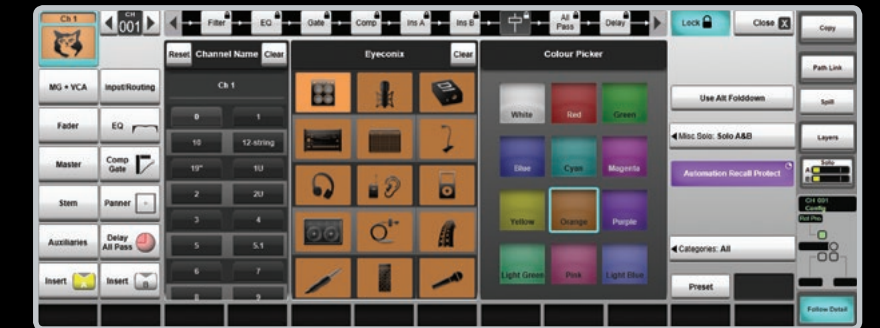 Ch 1
CH
001
Filter
EQ
Gate
Comp
Ins A
Ins B
All
Pass
Delay
Lock
Close X
Copy
Reset
Channel Name
Clear
Eyeconix
Clear
Colour Picker
Path Link
MG + VCA
Input/Routing
Ch 1
Use Alt Folddown
Spill
0
1
White
Red
Green
Fader
EQ
10
12-string
Misc Solo: Solo A&B
Layers
Master
Comp
Gate
19"
1U
Blue
Cyan
Magenta
Automation Recall Protect
Solo
A
B
Stem
Panner
2
2U
CH 001
Config
Yellow
Orange
Purple
3
4
Auxiliaries
Delay
All Pass
5
5.1
Categories: All
Insert
A
Insert
B
6
7
Light Green
Pink
Light Blue
Preset
8
9
Follow Detail